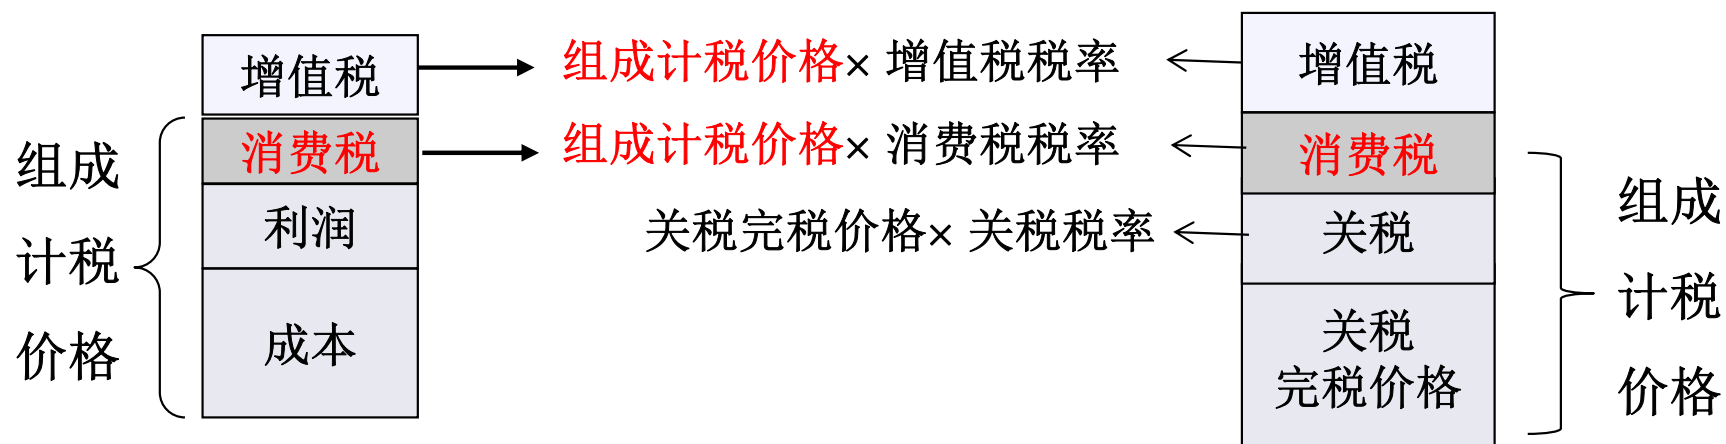 增值税
组成计税价格× 增值税税率
增值税
消费税
组成计税价格× 消费税税率
消费税
组成
计税
价格
利润
成本
关税完税价格× 关税税率
关税
关税
完税价格
组成
计税
价格